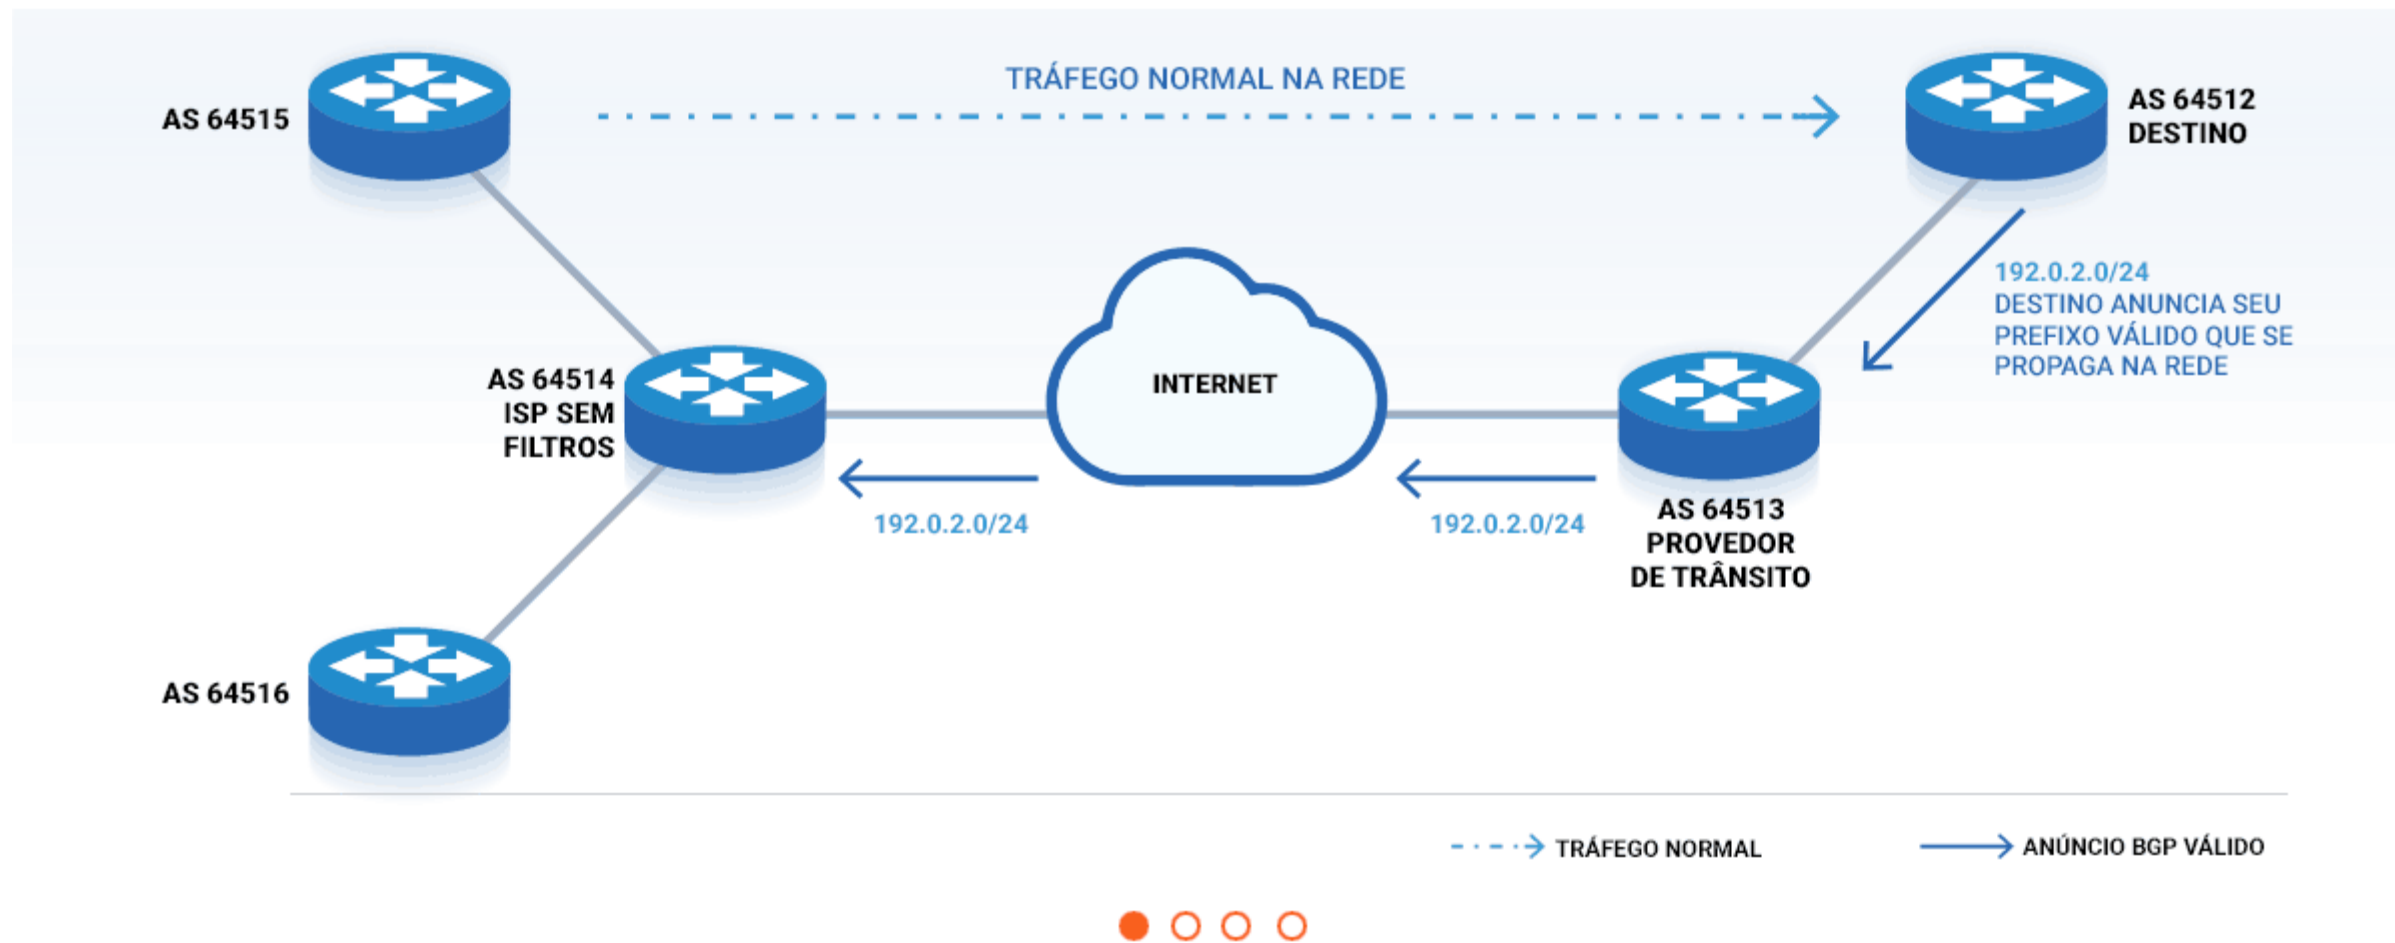 TRÁFEGO NORMAL NA REDE
AS 64515
AS 64512
DESTINO
192.0.2.0/24
DESTINO ANUNCIA SEU
PREFIXO VÁLIDO QUE SE
PROPAGA NA REDE
AS 64514
ISP SEM
FILTROS
INTERNET
192.0.2.0/24
192.0.2.0/24
AS 64513
PROVEDOR
DE TRÂNSITO
AS 64516
TRÁFEGO NORMAL
ANÚNCIO BGP VÁLIDO